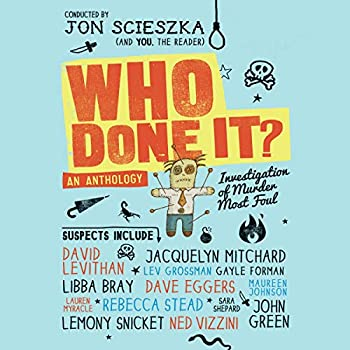 CONDUCTED BY
JON SCIESZKA
(AND YOU, THE READER)
WHO
DONE IT?
AN ANTHOLOGY
Investigation
of Murder
Most Foul
SUSPECTS INCLUDE
DAVID LEVITHAN
JACQUELYN MITCHARD
LEV GROSSMAN GAYLE FORMAN
LIBBA BRAY DAVE EGGERS MAUREEN JOHNSON
LAUREN MYRACLE REBECCA STEAD SARA SHEPARD JOHN GREEN
LEMONY SNICKET NED VIZZINI